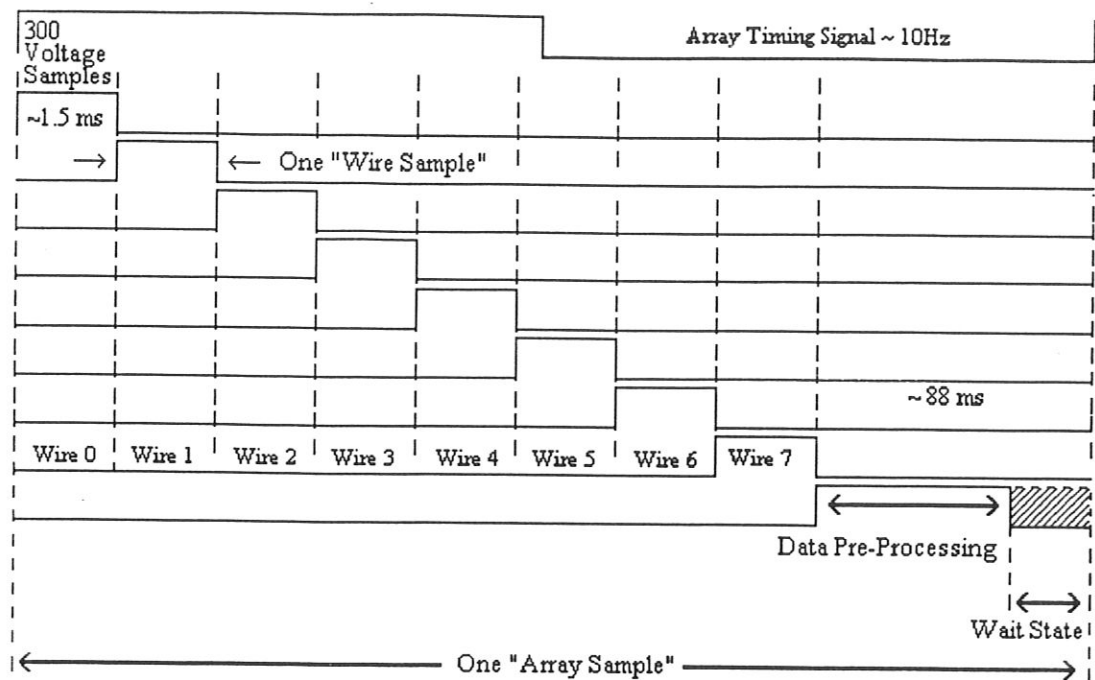 300
Voltage
Samples
Array Timing Signal ~ 10Hz
~1.5 ms
→ ← One "Wire Sample"
~ 88 ms
Wire 0 Wire 1 Wire 2 Wire 3 Wire 4 Wire 5 Wire 6 Wire 7
Data Pre-Processing
Wait State
One "Array Sample"